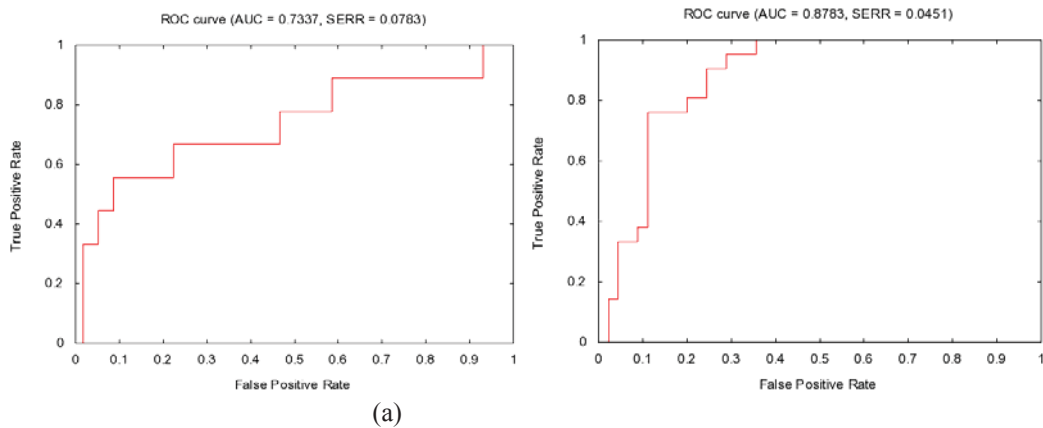 ROC curve (AUC = 0.7337, SERR = 0.0783)
1
0.8
0.6
0.4
0.2
0
True Positive Rate
0 0.1 0.2 0.3 0.4 0.5 0.6 0.7 0.8 0.9 1
False Positive Rate
(a)
ROC curve (AUC = 0.8783, SERR = 0.0451)
1
0.8
0.6
0.4
0.2
0
True Positive Rate
0 0.1 0.2 0.3 0.4 0.5 0.6 0.7 0.8 0.9 1
False Positive Rate